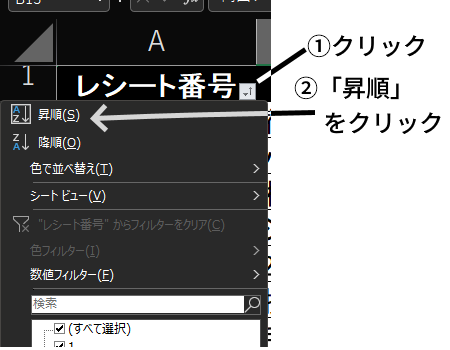 A
①クリック
1
レシート番号
②「昇順」
をクリック
昇順(S)
降順(O)
色で並べ替え(T)
シート ビュー(V)
"レシート番号" からフィルターをクリア(C)
色フィルター(I)
数値フィルター(F)
検索
(すべて選択)
1